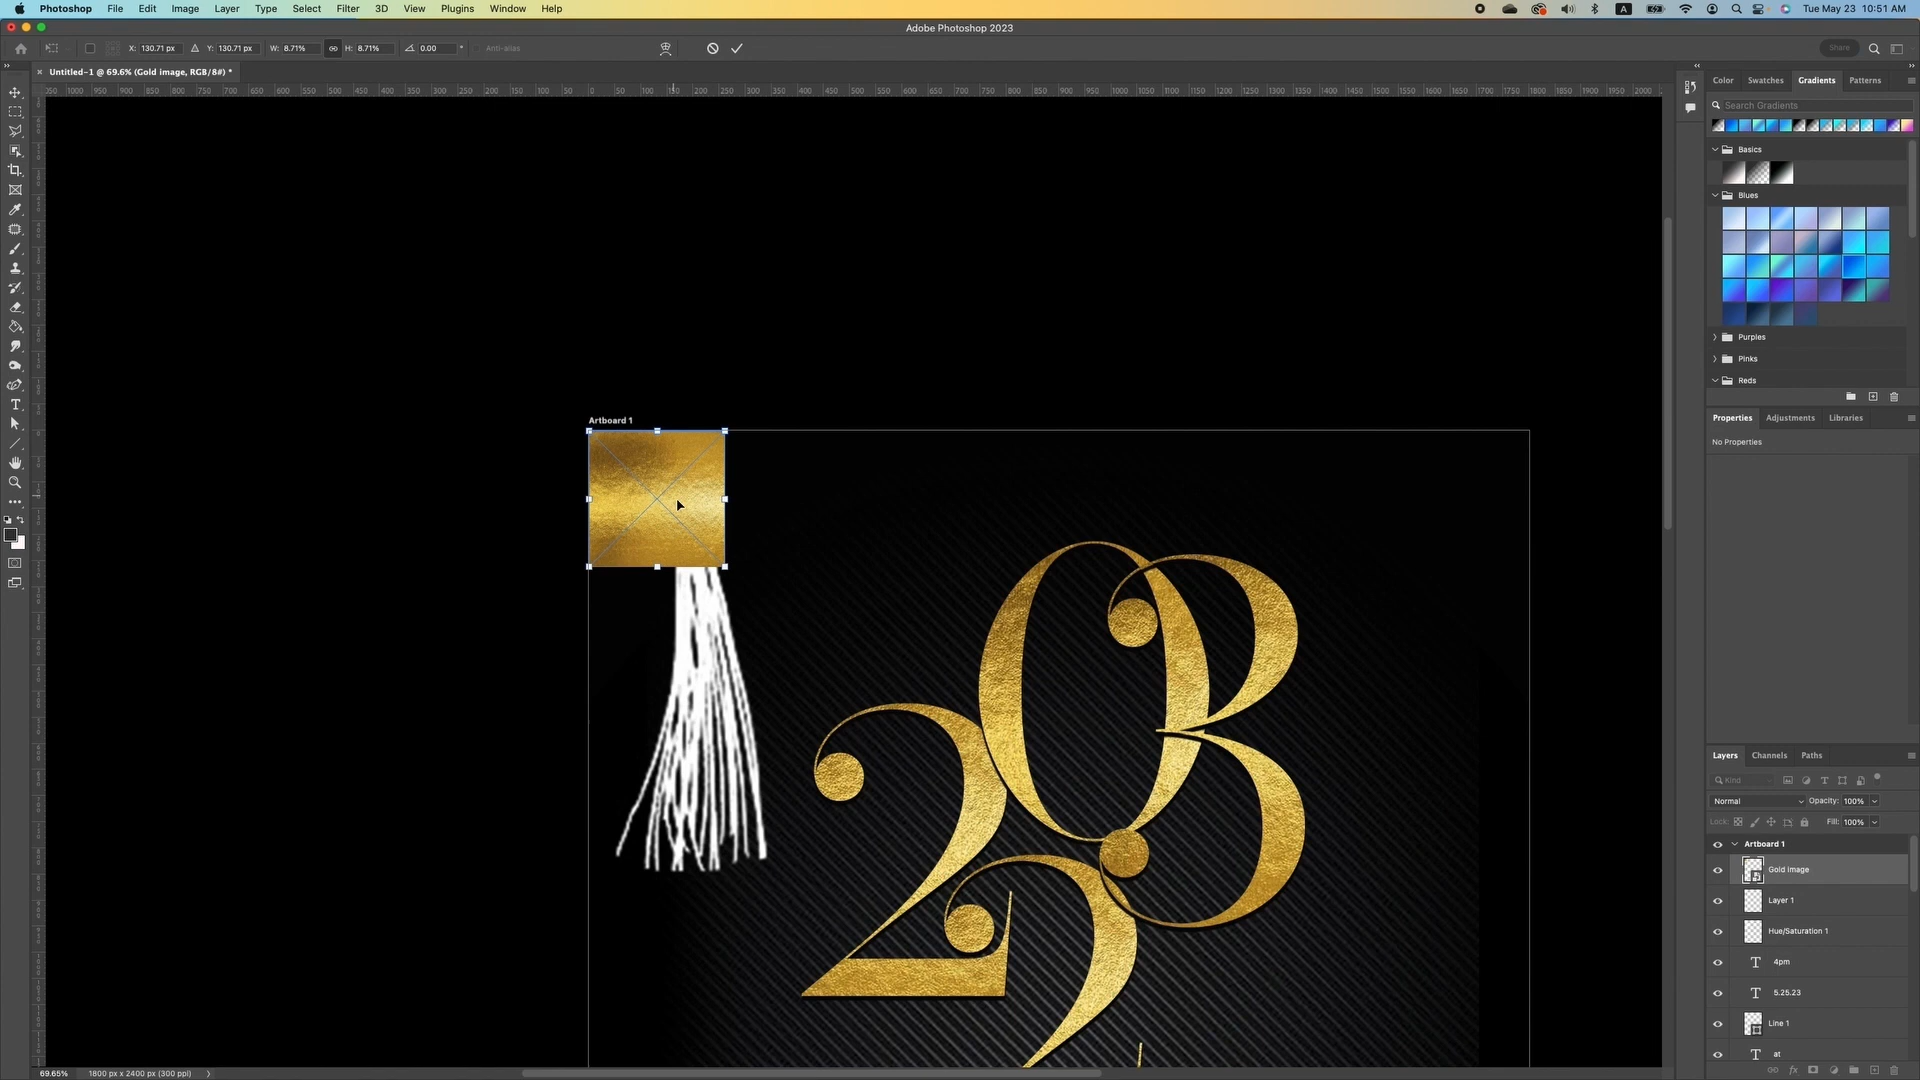 Photoshop File Edit Image Layer Type Select Filter 3D View Plugins Window Help A Tue May 23 10:51 AM
Adobe Photoshop 2023
X: 130.71 px Y: 130.71 px W: 8.71% H: 8.71% 0.00 ° Anti-alias Share
Untitled-1 @ 69.6% (Gold image, RGB/8#) *
Color Swatches Gradients Patterns
Search Gradients
Basics
Blues
Purples
Pinks
Reds
Properties Adjustments Libraries
No Properties
Artboard 1
2023
Layers Channels Paths
Kind
Normal Opacity: 100%
Lock: Fill: 100%
Artboard 1
Gold image
Layer 1
Hue/Saturation 1
T 4pm
T 5.25.23
Line 1
T at
69.65% 1800 px x 2400 px (300 ppi)